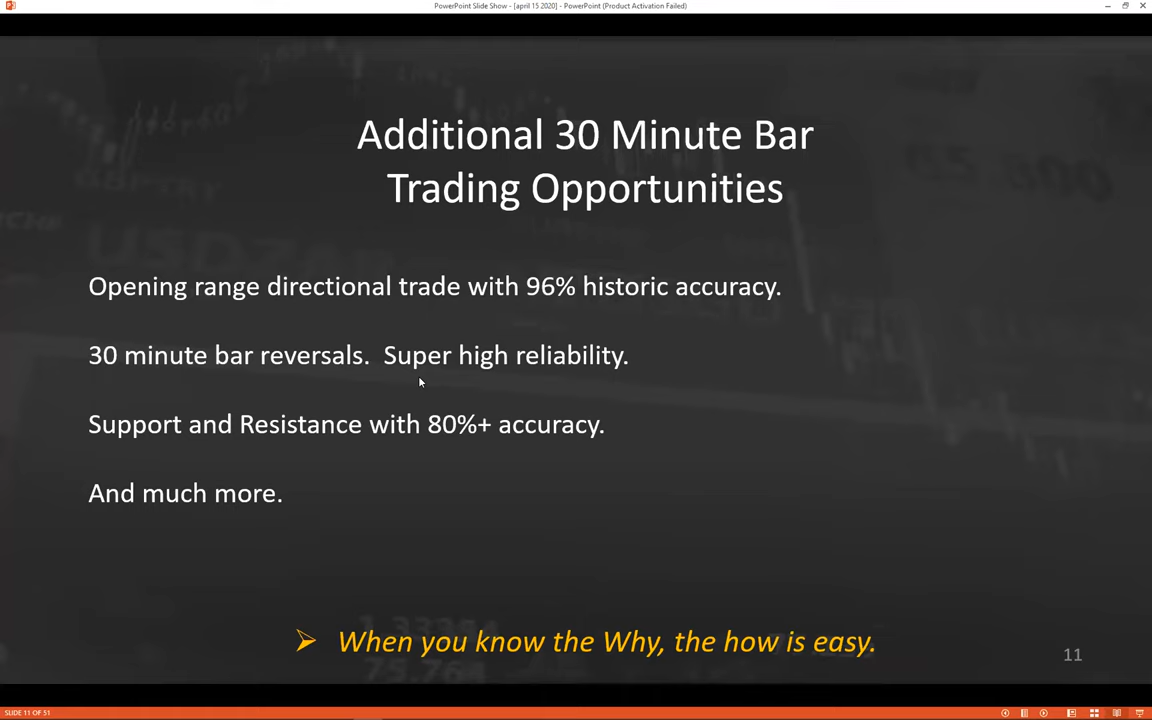 PowerPoint Slide Show - [april 15 2020] - PowerPoint (Product Activation Failed)
Additional 30 Minute Bar
Trading Opportunities
Opening range directional trade with 96% historic accuracy.
30 minute bar reversals.  Super high reliability.
Support and Resistance with 80%+ accuracy.
And much more.
When you know the Why, the how is easy.
11
SLIDE 11 OF 51